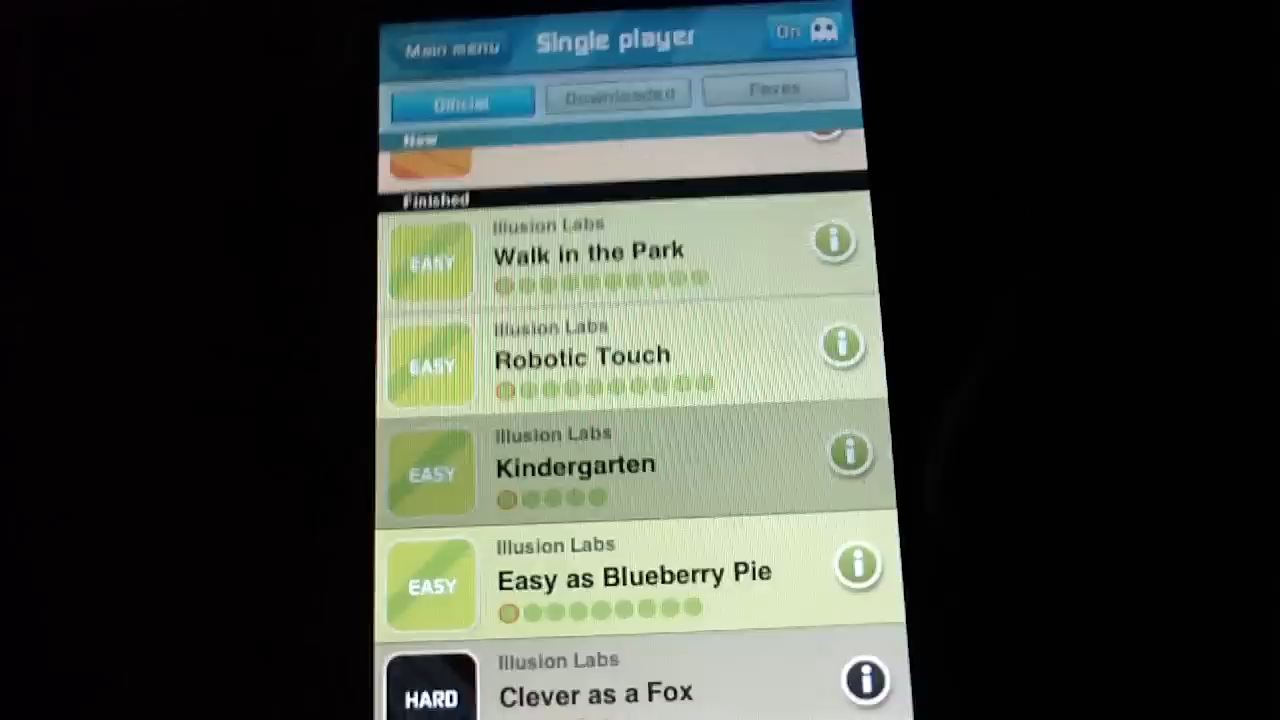 Main menu
Single player
On
Official
Downloaded
Faves
New
Finished
Illusion Labs
EASY
Walk in the Park
Illusion Labs
EASY
Robotic Touch
Illusion Labs
EASY
Kindergarten
Illusion Labs
EASY
Easy as Blueberry Pie
Illusion Labs
HARD
Clever as a Fox